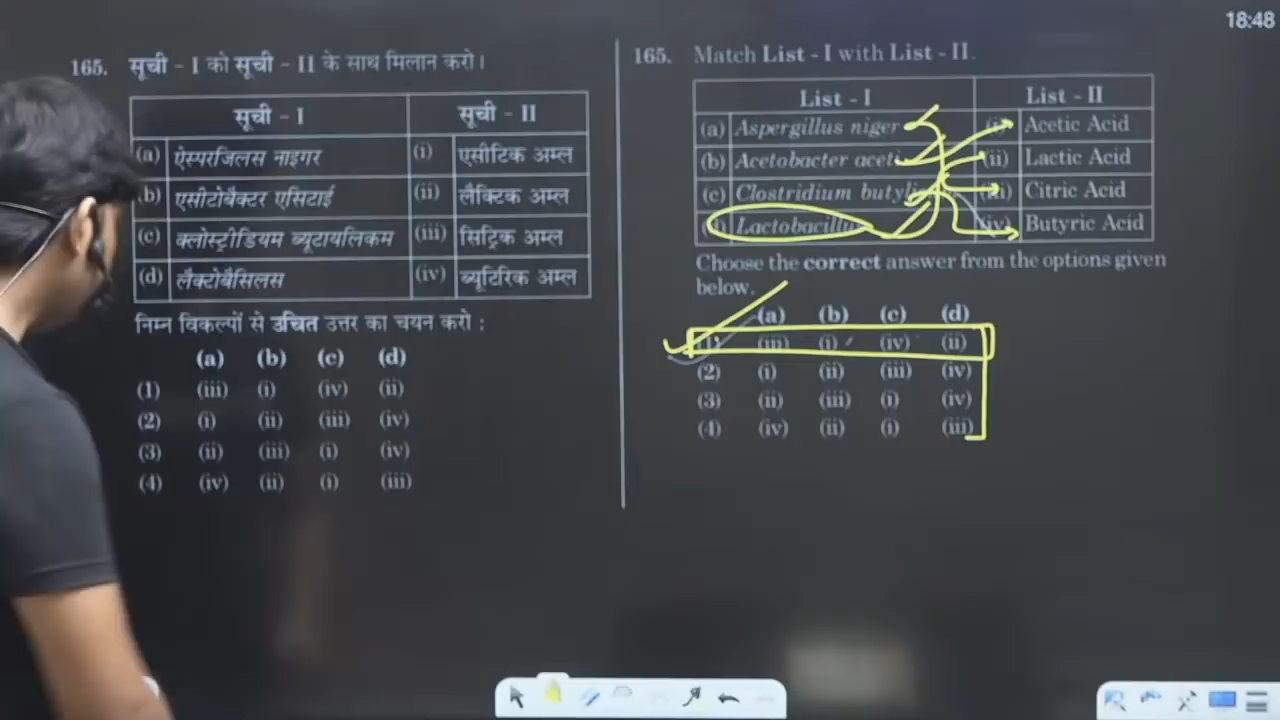 18:48
165. सूची - I को सूची - II के साथ मिलान करो।
सूची - I सूची - II
(a) ऐस्परजिलस नाइगर (i) एसीटिक अम्ल
(b) एसीटोबैक्टर एसिटाई (ii) लैक्टिक अम्ल
(c) क्लोस्ट्रीडियम ब्यूटायलिकम (iii) सिट्रिक अम्ल
(d) लैक्टोबैसिलस (iv) ब्यूटिरिक अम्ल
निम्न विकल्पों से उचित उत्तर का चयन करो :
(a) (b) (c) (d)
(1) (iii) (i) (iv) (ii)
(2) (i) (ii) (iii) (iv)
(3) (ii) (iii) (i) (iv)
(4) (iv) (ii) (i) (iii)
165. Match List - I with List - II.
List - I List - II
(a) Aspergillus niger (i) Acetic Acid
(b) Acetobacter aceti (ii) Lactic Acid
(c) Clostridium Citric Acid
Lactobacillus (iv) Butyric Acid
Choose the correct answer from the options given
below.
(a) (b) (c) (d)
(1) (iii) (i) (iv) (ii)
(2) (i) (ii) (iii) (iv)
(3) (ii) (iii) (i) (iv)
(4) (iv) (ii) (i) (iii)